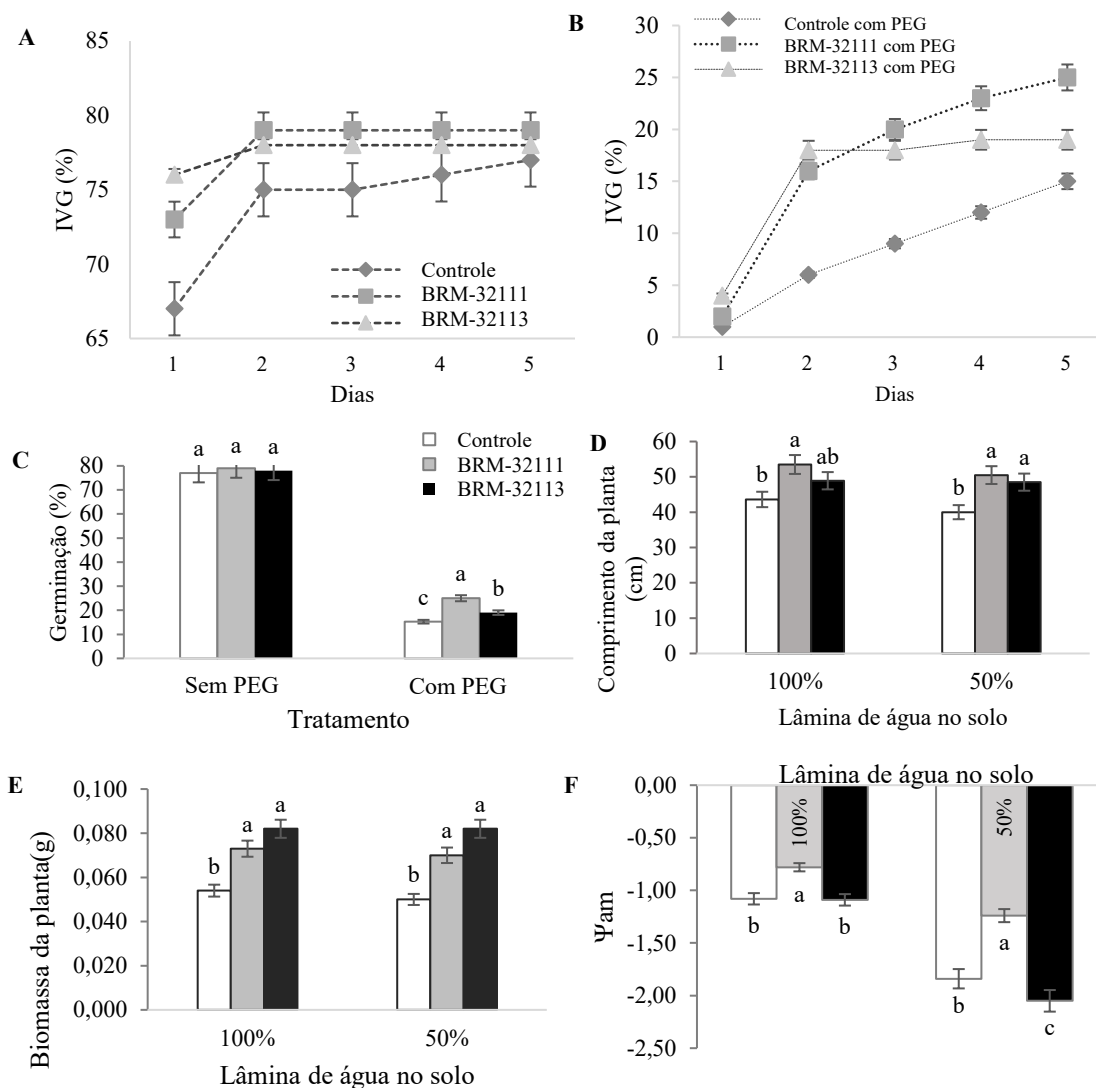 A
85
80
75
70
65
IVG (%)
1 2 3 4 5
Dias
Controle
BRM-32111
BRM-32113
B
30
25
20
15
10
5
0
IVG (%)
1 2 3 4 5
Dias
Controle com PEG
BRM-32111 com PEG
BRM-32113 com PEG
C
80
70
60
50
40
30
20
10
0
Germinação (%)
a a a
c a b
Sem PEG Com PEG
Tratamento
Controle
BRM-32111
BRM-32113
D
60
50
40
30
20
10
0
Comprimento da planta
(cm)
b a ab
b a a
100% 50%
Lâmina de água no solo
E
0,100
0,080
0,060
0,040
0,020
0,000
Biomassa da planta(g)
b a a
b a a
100% 50%
Lâmina de água no solo
F
Lâmina de água no solo
0,00
-0,50
-1,00
-1,50
-2,00
-2,50
Ψam
100%
50%
b a b
b a c